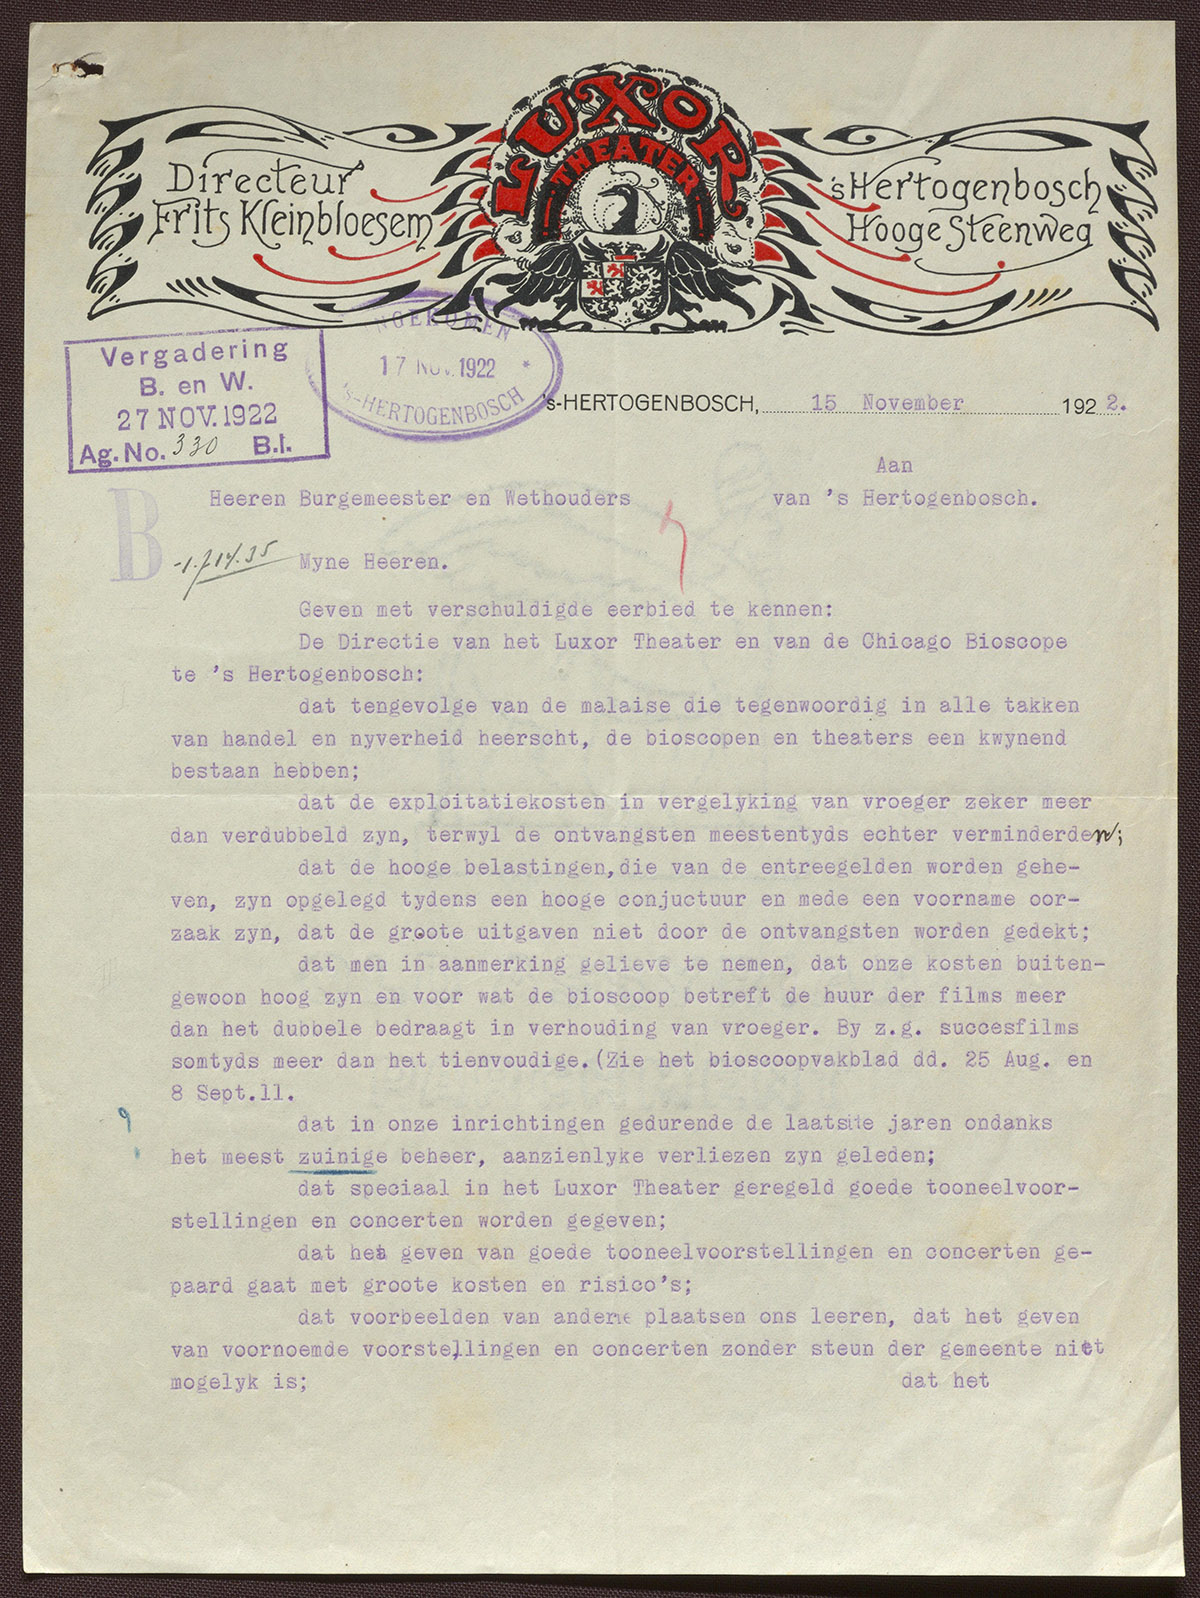 LUXOR
THEATER
Directeur
Frits Kleinbloesem
's Hertogenbosch
Hooge Steenweg
Vergadering
B. en W.
27 NOV. 1922
Ag. No. 330 B.I.
NGEKOMEN
17 NOV. 1922 *
's-HERTOGENBOSCH
's-HERTOGENBOSCH, 15 November 1922.
Aan
Heeren Burgemeester en Wethouders van 's Hertogenbosch.
B
Myne Heeren.
Geven met verschuldigde eerbied te kennen:
De Directie van het Luxor Theater en van de Chicago Bioscope
te 's Hertogenbosch:
dat tengevolge van de malaise die tegenwoordig in alle takken
van handel en nyverheid heerscht, de bioscopen en theaters een kwynend
bestaan hebben;
dat de exploitatiekosten in vergelyking van vroeger zeker meer
dan verdubbeld zyn, terwyl de ontvangsten meestentyds echter verminderden;
dat de hooge belastingen, die van de entreegelden worden gehe-
ven, zyn opgelegd tydens een hooge conjuctuur en mede een voorname oor-
zaak zyn, dat de groote uitgaven niet door de ontvangsten worden gedekt;
dat men in aanmerking gelieve te nemen, dat onze kosten buiten-
gewoon hoog zyn en voor wat de bioscoop betreft de huur der films meer
dan het dubbele bedraagt in verhouding van vroeger. By z.g. succesfilms
somtyds meer dan het tienvoudige. (Zie het bioscoopvakblad dd. 25 Aug. en
8 Sept.11.
9
dat in onze inrichtingen gedurende de laatste jaren ondanks
het meest zuinige beheer, aanzienlyke verliezen zyn geleden;
dat speciaal in het Luxor Theater geregeld goede tooneelvoor-
stellingen en concerten worden gegeven;
dat het geven van goede tooneelvoorstellingen en concerten ge-
paard gaat met groote kosten en risico's;
dat voorbeelden van andere plaatsen ons leeren, dat het geven
van voornoemde voorstellingen en concerten zonder steun der gemeente niet
mogelyk is; dat het